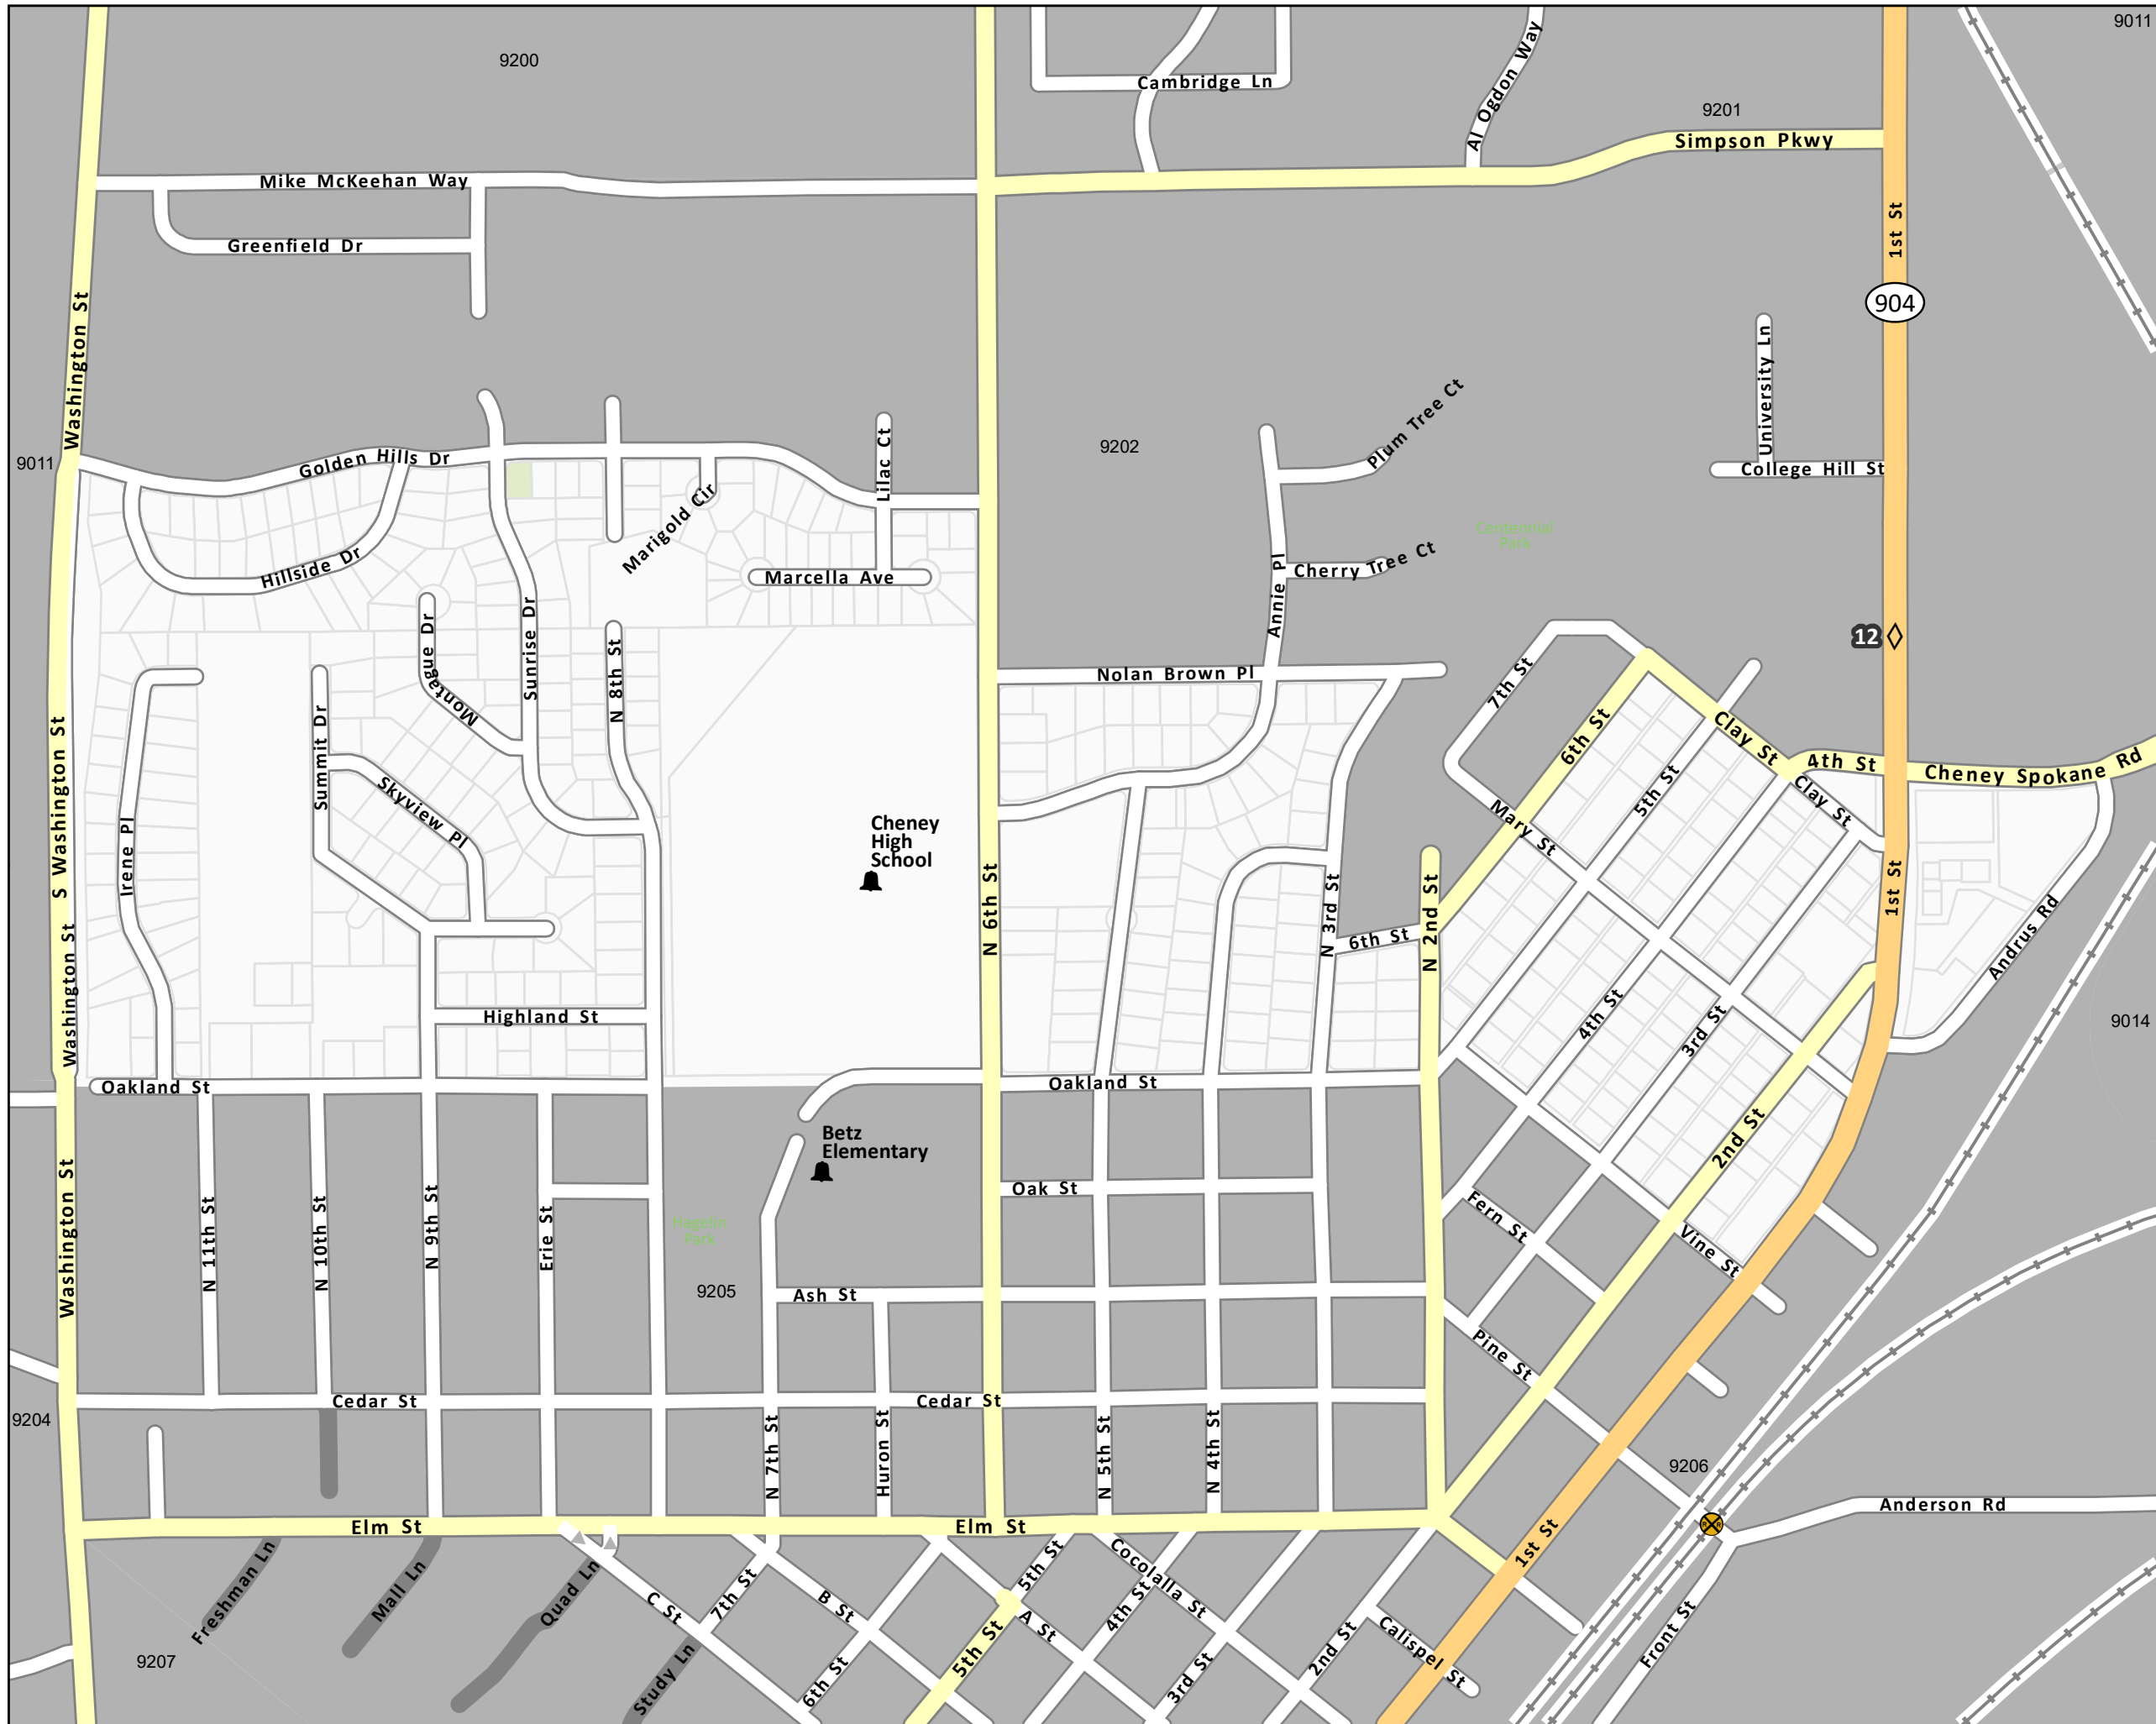 9011
9200
Cambridge Ln
Al Ogdon Way
9201
Simpson Pkwy
Mike McKeehan Way
1st St
Greenfield Dr
904
Washington St
University Ln
Plum Tree Ct
9202
Golden Hills Dr
9011
Lilac Ct
College Hill St
Marigold Cir
Centennial
Park
Hillside Dr
Marcella Ave
Cherry Tree Ct
Annie Pl
12
Montague Dr
Sunrise Dr
N 8th St
Nolan Brown Pl
7th St
6th St
Clay St
4th St
Cheney Spokane Rd
S Washington St
Summit Dr
Skyview Pl
5th St
Clay St
Mary St
Irene Pl
Cheney
High
School
N 6th St
N 3rd St
6th St
N 2nd St
1st St
Andrus Rd
Washington St
Highland St
4th St
3rd St
9014
Oakland St
Oakland St
Betz
Elementary
2nd St
Washington St
N 11th St
N 10th St
N 9th St
Erie St
Hagelin
Park
Oak St
Fern St
Vine St
9205
Ash St
Pine St
Cedar St
Cedar St
9204
N 7th St
Huron St
N 5th St
N 4th St
9206
Anderson Rd
Elm St
Elm St
R R
1st St
Freshman Ln
Mall Ln
Quad Ln
C St
7th St
B St
5th St
Cocolalla St
4th St
A St
5th St
Calispel St
Front St
9207
Study Ln
6th St
3rd St
2nd St